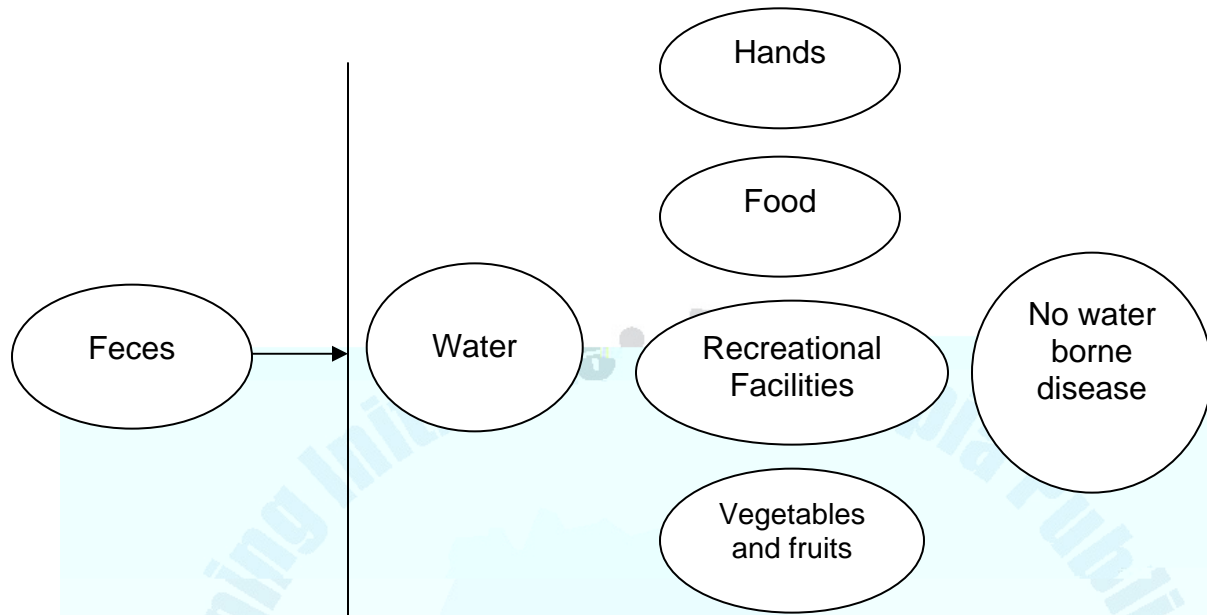 Hands
Food
Feces
Water
Recreational
Facilities
No water
borne
disease
Vegetables
and fruits